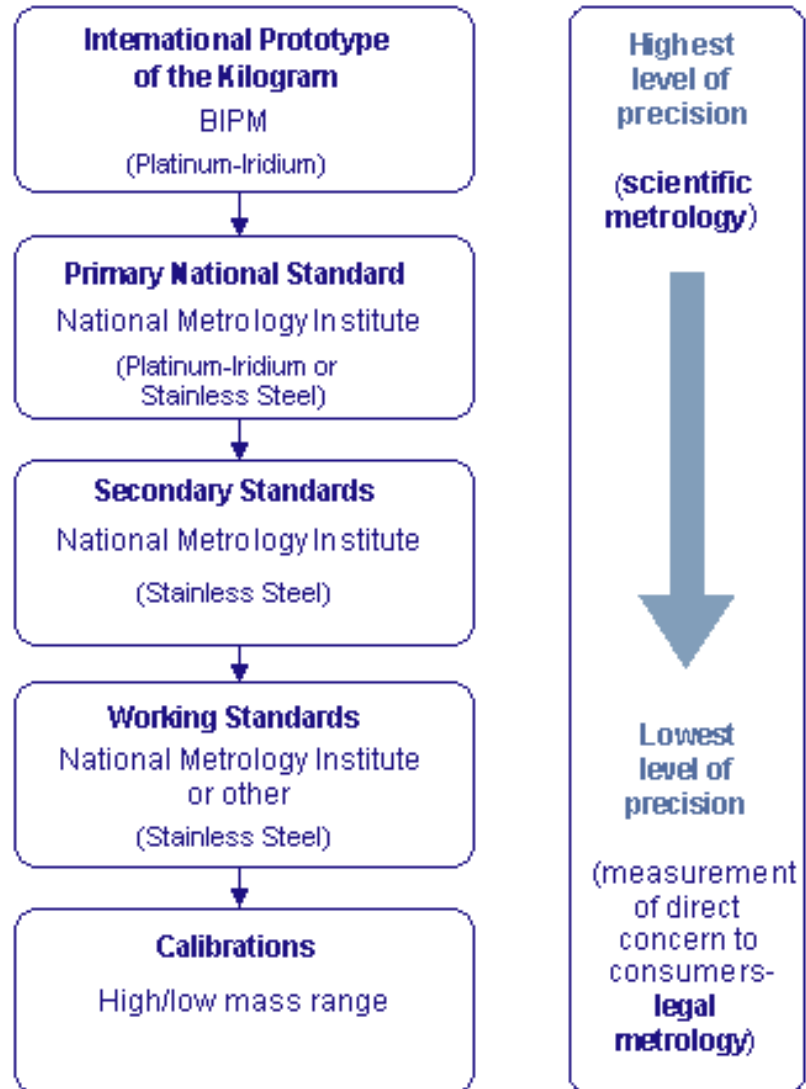 International Prototype
of the Kilogram
BIPM
(Platinum-Iridium)
Primary National Standard
National Metrology Institute
(Platinum-Iridium or
Stainless Steel)
Secondary Standards
National Metrology Institute
(Stainless Steel)
Working Standards
National Metrology Institute
or other
(Stainless Steel)
Calibrations
High/low mass range
Highest
level of
precision
(scientific
metrology)
Lowest
level of
precision
(measurement
of direct
concern to
consumers-
legal
metrology)